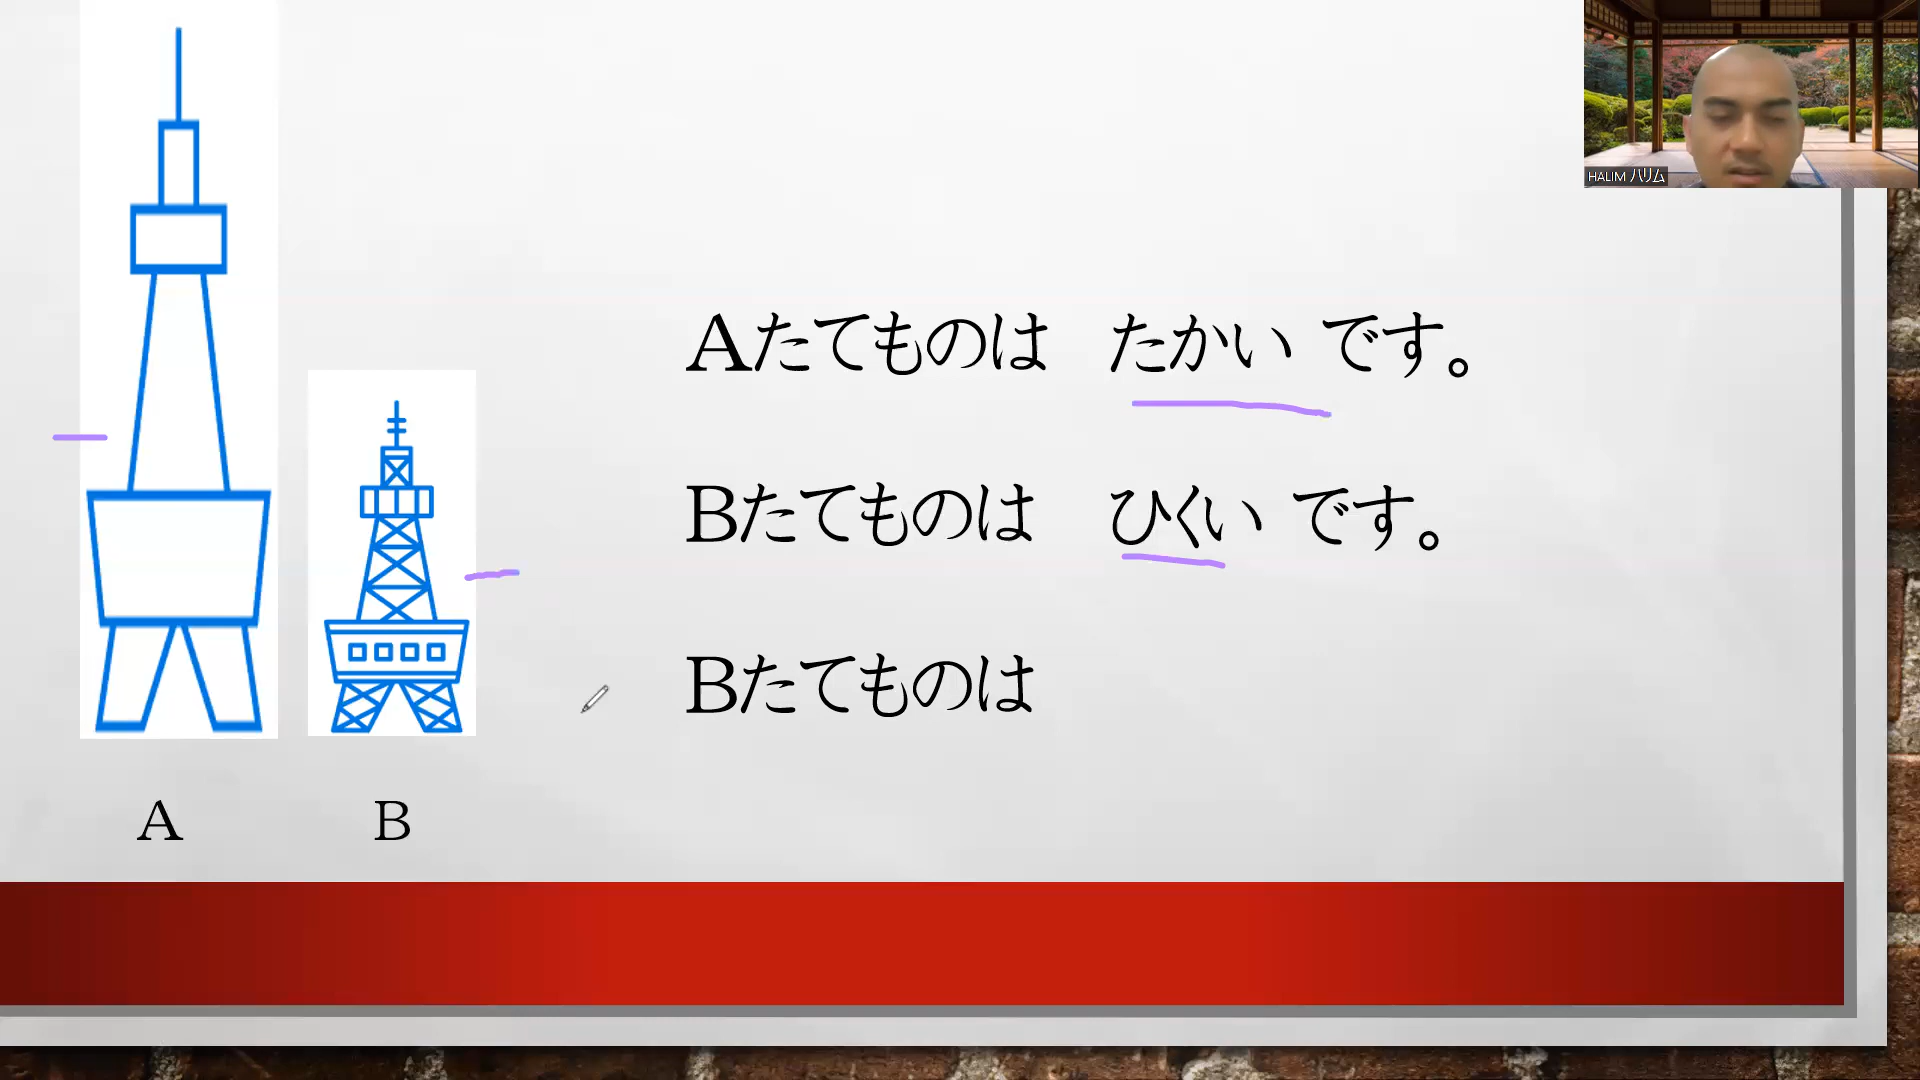 HALIM ハリム
Aたてものは　たかい です。
Bたてものは　ひくい です。
Bたてものは
A
B